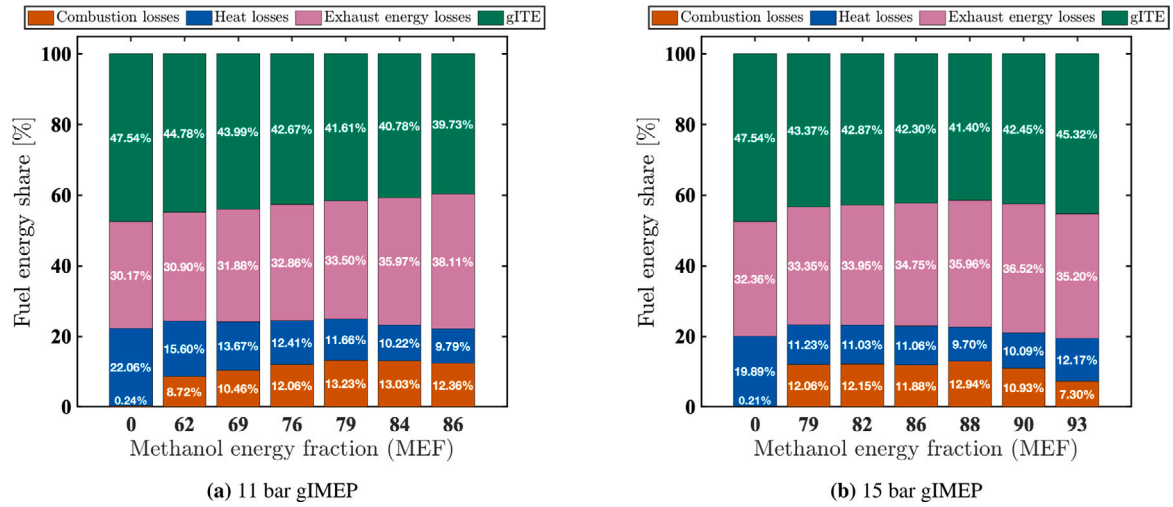 Combustion losses Heat losses Exhaust energy losses gITE
Fuel energy share [%]
100
80
60
40
20
0
47.54% 44.78% 43.99% 42.67% 41.61% 40.78% 39.73%
30.17% 30.90% 31.88% 32.86% 33.50% 35.97% 38.11%
22.06% 15.60% 13.67% 12.41% 11.66% 10.22% 9.79%
0.24% 8.72% 10.46% 12.06% 13.23% 13.03% 12.36%
0 62 69 76 79 84 86
Methanol energy fraction (MEF)
(a) 11 bar gIMEP
Combustion losses Heat losses Exhaust energy losses gITE
Fuel energy share [%]
100
80
60
40
20
0
47.54% 43.37% 42.87% 42.30% 41.40% 42.45% 45.32%
32.36% 33.35% 33.95% 34.75% 35.96% 36.52% 35.20%
19.89% 11.23% 11.03% 11.06% 9.70% 10.09% 12.17%
0.21% 12.06% 12.15% 11.88% 12.94% 10.93% 7.30%
0 79 82 86 88 90 93
Methanol energy fraction (MEF)
(b) 15 bar gIMEP